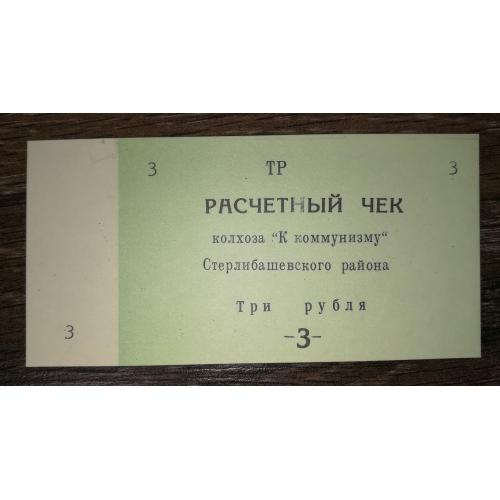 3 ТР 3
РАСЧЕТНЫЙ ЧЕК
колхоза "К коммунизму"
Стерлибашевского района
Три рубля
3 -3-